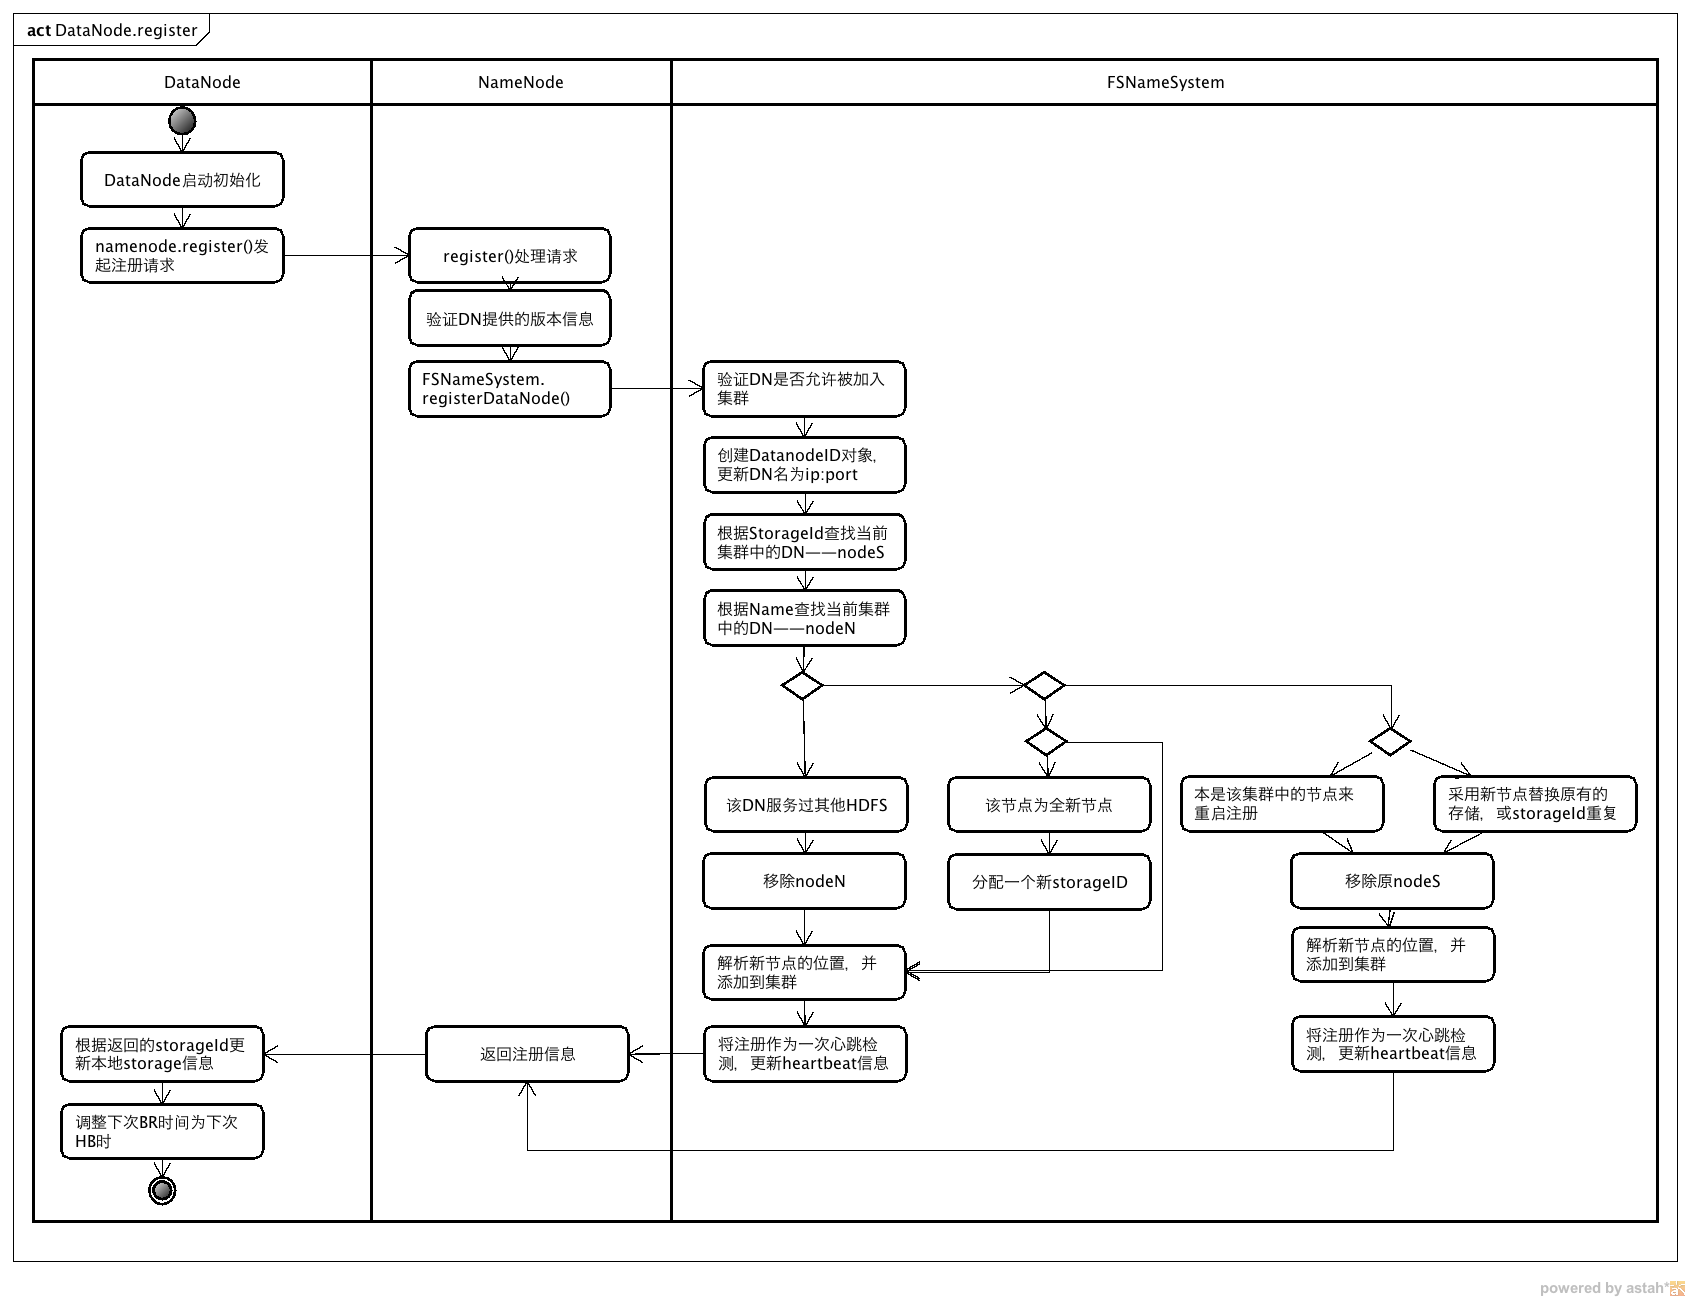 act DataNode.register
DataNode
NameNode
FSNameSystem
DataNode启动初始化
namenode.register()发
起注册请求
register()处理请求
验证DN提供的版本信息
FSNameSystem.
registerDataNode()
验证DN是否允许被加入
集群
创建DatanodeID对象，
更新DN名为ip:port
根据StorageId查找当前
集群中的DN——nodeS
根据Name查找当前集群
中的DN——nodeN
该DN服务过其他HDFS
该节点为全新节点
本是该集群中的节点来
重启注册
采用新节点替换原有的
存储，或storageId重复
移除nodeN
分配一个新storageID
移除原nodeS
解析新节点的位置，并
添加到集群
解析新节点的位置，并
添加到集群
根据返回的storageId更
新本地storage信息
返回注册信息
将注册作为一次心跳检
测，更新heartbeat信息
将注册作为一次心跳检
测，更新heartbeat信息
调整下次BR时间为下次
HB时
powered by astah*